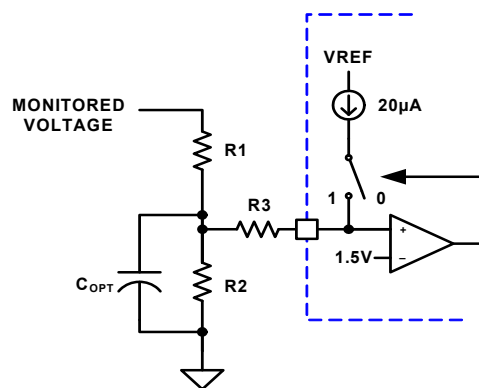 VREF
20µA
MONITORED
VOLTAGE
R1
R3
1 0
+
1.5V
−
R2
COPT